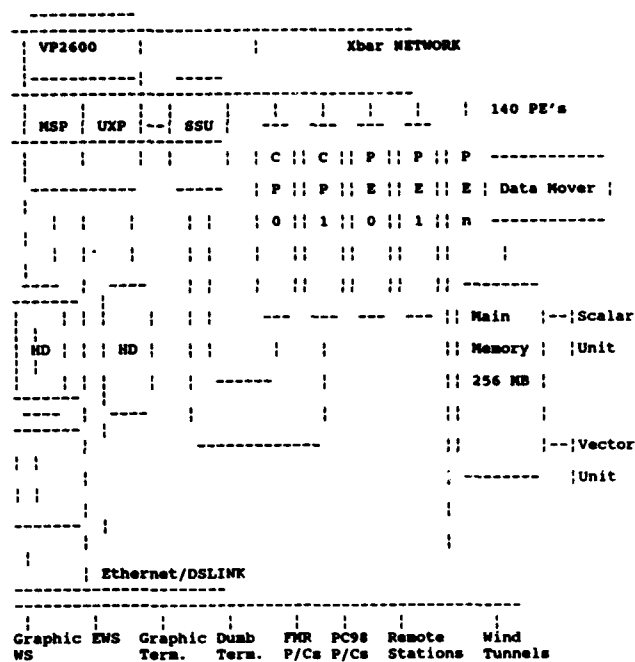 VP2600 Xbar NETWORK
140 PE's
MSP UXP SSU
C C P P P
P P E E E Data Mover
0 1 0 1 n
Main Scalar
HD HD Memory Unit
256 MB
Vector
Unit
Ethernet/DSLINK
Graphic EWS Graphic Dumb FMR PC98 Remote Wind
WS Term. Term. P/Cs P/Cs Stations Tunnels